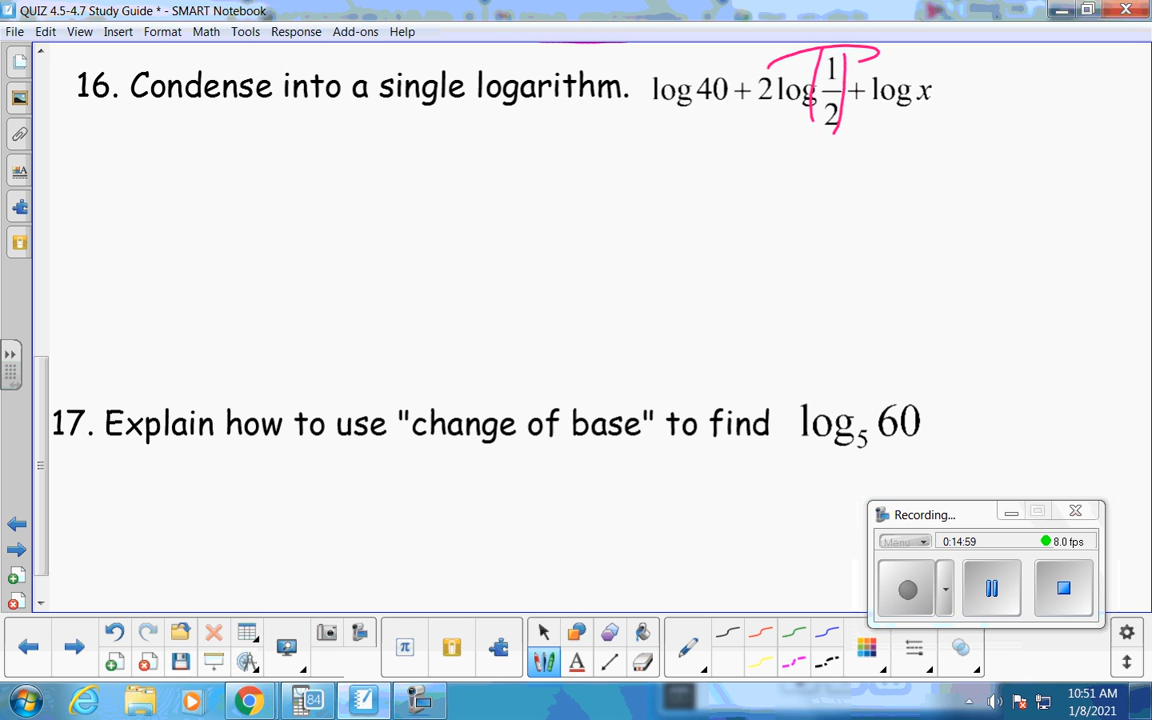 QUIZ 4.5-4.7 Study Guide * - SMART Notebook
File Edit View Insert Format Math Tools Response Add-ons Help
16. Condense into a single logarithm. log 40 + 2 log (1/2) + log x
17. Explain how to use "change of base" to find log₅ 60
Recording...
Menu 0:14:59 8.0 fps
π
A
84
10:51 AM
1/8/2021